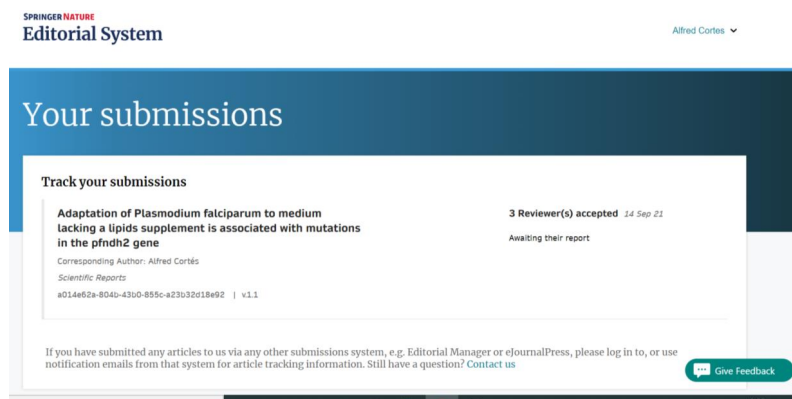 SPRINGER NATURE
Editorial System
Alfred Cortes
Your submissions
Track your submissions
Adaptation of Plasmodium falciparum to medium
lacking a lipids supplement is associated with mutations
in the pfndh2 gene
Corresponding Author: Alfred Cortés
Scientific Reports
a014e62a-804b-43b0-855c-a23b32d18e92 | v.1.1
3 Reviewer(s) accepted 14 Sep 21
Awaiting their report
If you have submitted any articles to us via any other submissions system, e.g. Editorial Manager or eJournalPress, please log in to, or use
notification emails from that system for article tracking information. Still have a question? Contact us
Give Feedback